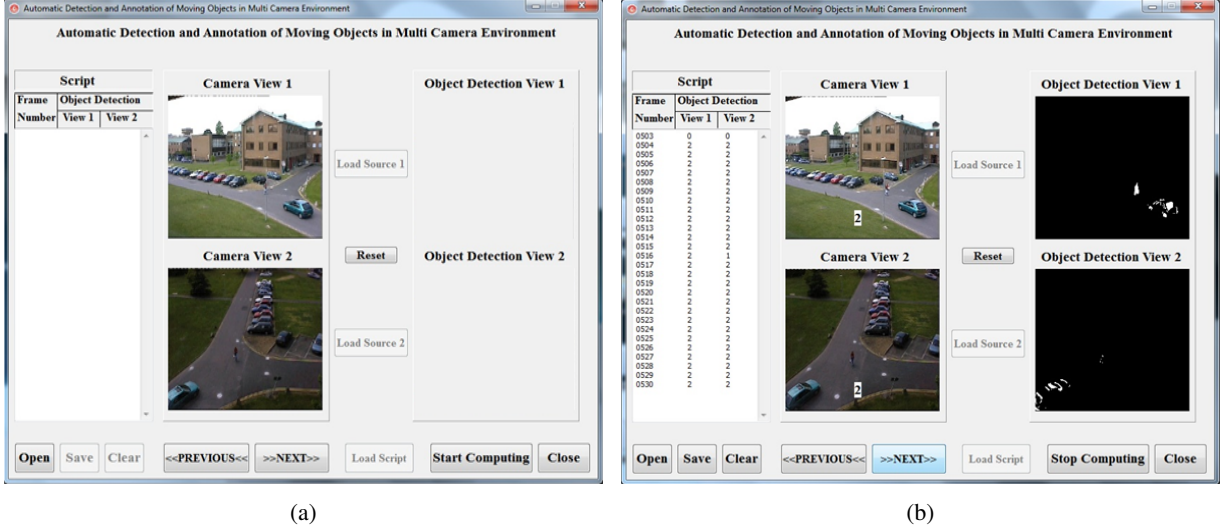 Automatic Detection and Annotation of Moving Objects in Multi Camera Environment
Automatic Detection and Annotation of Moving Objects in Multi Camera Environment
Script
Frame Object Detection
Number View 1 View 2
Camera View 1
Camera View 2
Load Source 1
Reset
Load Source 2
Object Detection View 1
Object Detection View 2
Open Save Clear <<PREVIOUS<< >>NEXT>> Load Script Start Computing Close
(a)
Automatic Detection and Annotation of Moving Objects in Multi Camera Environment
Automatic Detection and Annotation of Moving Objects in Multi Camera Environment
Script
Frame Object Detection
Number View 1 View 2
0503 0 0
0504 2 2
0505 2 2
0506 2 2
0507 2 2
0508 2 2
0509 2 2
0510 2 2
0511 2 2
0512 2 2
0513 2 2
0514 2 2
0515 2 2
0516 2 1
0517 2 2
0518 2 2
0519 2 2
0520 2 2
0521 2 2
0522 2 2
0523 2 2
0524 2 2
0525 2 2
0526 2 2
0527 2 2
0528 2 2
0529 2 2
0530 2 2
Camera View 1
2
Camera View 2
2
Load Source 1
Reset
Load Source 2
Object Detection View 1
Object Detection View 2
Open Save Clear <<PREVIOUS<< >>NEXT>> Load Script Stop Computing Close
(b)